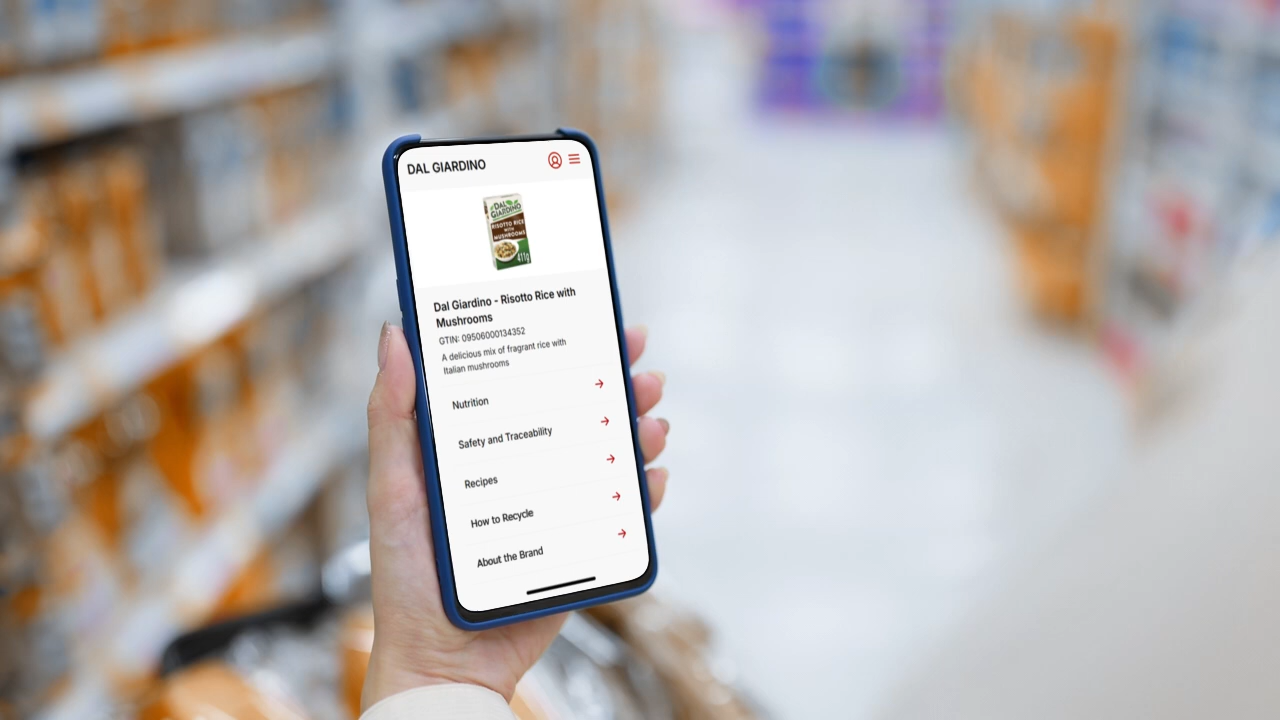 DAL GIARDINO
DAL
GIARDINO
RISOTTO RICE
WITH
MUSHROOMS
411g
Dal Giardino - Risotto Rice with
Mushrooms
GTIN: 09506000134352
A delicious mix of fragrant rice with
Italian mushrooms
Nutrition
Safety and Traceability
Recipes
How to Recycle
About the Brand